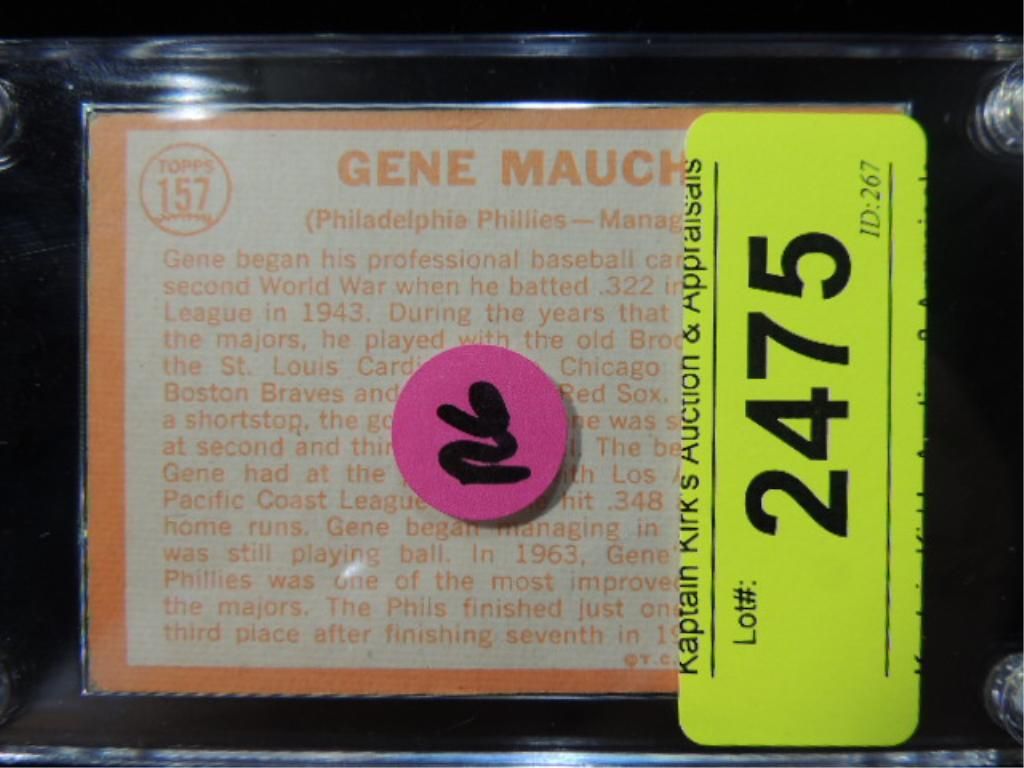 TOPPS
157
GENE MAUCH
(Philadelphia Phillies—Manag
Gene began his professional baseball car
second World War when he batted .322 in
League in 1943. During the years that
the majors, he played with the old Broo
the St. Louis Cardi Chicago
Boston Braves and Red Sox.
a shortstop, the go ne was s
at second and thir . The be
Gene had at the ith Los A
Pacific Coast League hit .348
home runs. Gene began managing in
was still playing ball. In 1963, Gene'
Phillies was one of the most improved
the majors. The Phils finished just one
third place after finishing seventh in 19
©T.C.
Kaptain Kirk's Auction & Appraisals
Lot#:
2475
ID:267